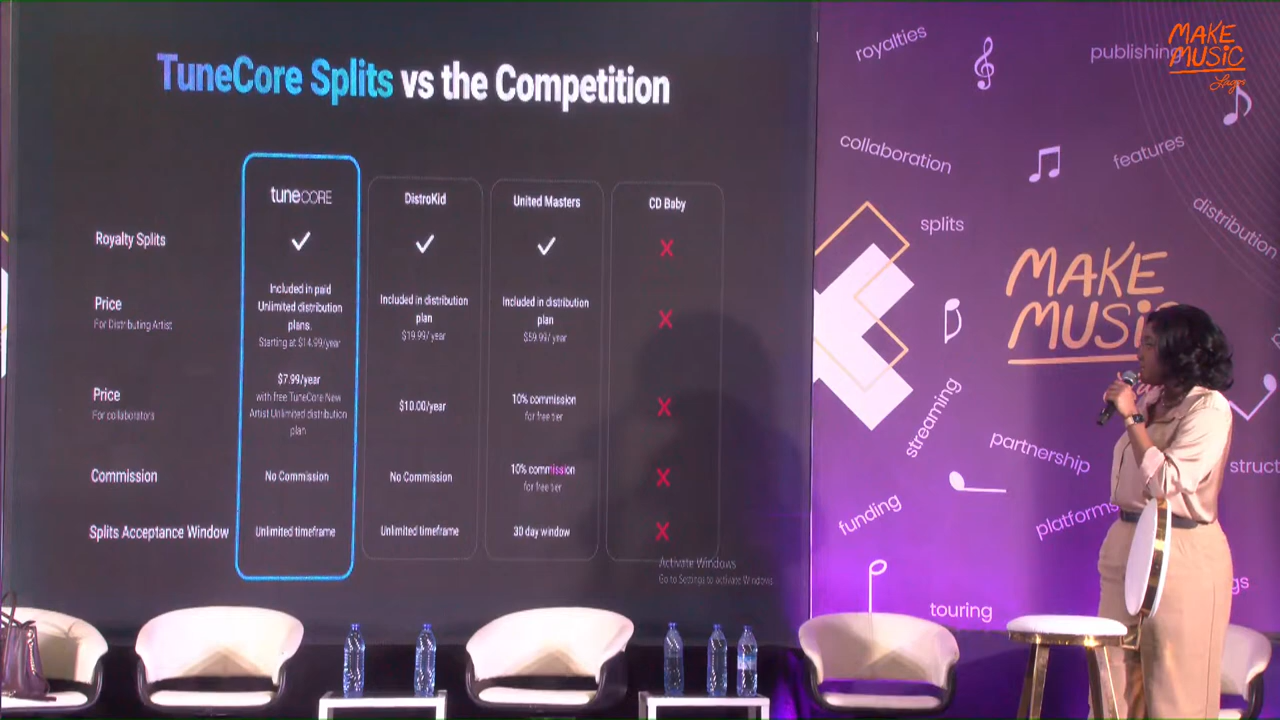 TuneCore Splits vs the Competition
tuneCORE
DistroKid
United Masters
CD Baby
Royalty Splits
✓
✓
✓
X
Price
For Distributing Artist
Included in paid
Unlimited distribution
plans.
Starting at $14.99/year
Included in distribution
plan
$19.99/year
Included in distribution
plan
$59.99/year
X
Price
For collaborators
$7.99/year
with free TuneCore New
Artist Unlimited distribution
plan
$10.00/year
10% commission
for free tier
X
Commission
No Commission
No Commission
10% commission
for free tier
X
Splits Acceptance Window
Unlimited timeframe
Unlimited timeframe
30 day window
X
Activate Windows
Go to Settings to activate Windows.
royalties
publishing
MAKE
MUSIC
Lagos
collaboration
features
splits
distribution
MAKE
MUSIC
streaming
partnership
struct
funding
platforms
gs
touring